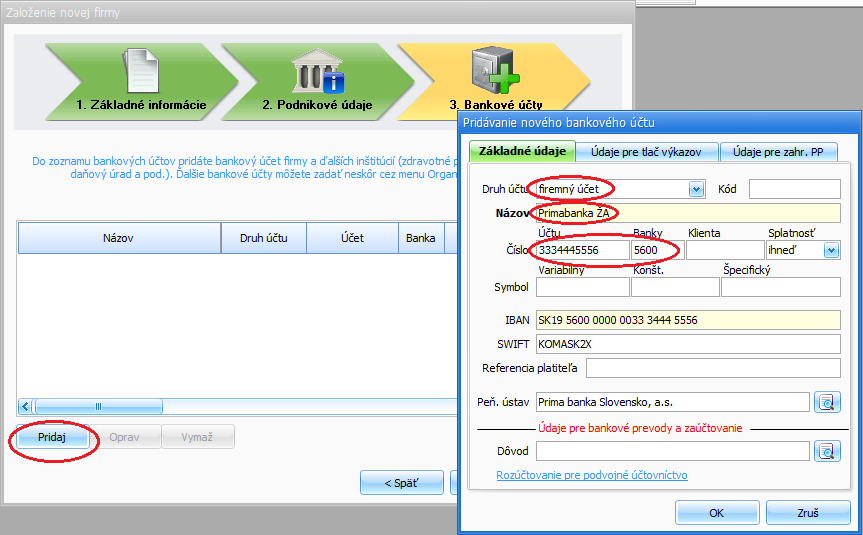 Založenie novej firmy
1. Základné informácie
2. Podnikové údaje
3. Bankové účty
Do zoznamu bankových účtov pridáte bankový účet firmy a ďalších inštitúcií (zdravotné p
daňový úrad a pod.). Ďalšie bankové účty môžete zadať neskôr cez menu Organ
Názov
Druh účtu
Účet
Banka
Pridaj
Oprav
Vymaž
< Späť
Pridávanie nového bankového účtu
Základné údaje
Údaje pre tlač výkazov
Údaje pre zahr. PP
Druh účtu firemný účet Kód
Názov Primabanka ZA
Účtu Banky Klienta Splatnosť
Číslo 3334445556 5600 ihneď
Variabilný Konšt. Špecifický
Symbol
IBAN SK19 5600 0000 0033 3444 5556
SWIFT KOMASK2X
Referencia platiteľa
Peň. ústav Prima banka Slovensko, a.s.
Údaje pre bankové prevody a zaúčtovanie
Dôvod
Rozúčtovanie pre podvojné účtovníctvo
OK
Zruš